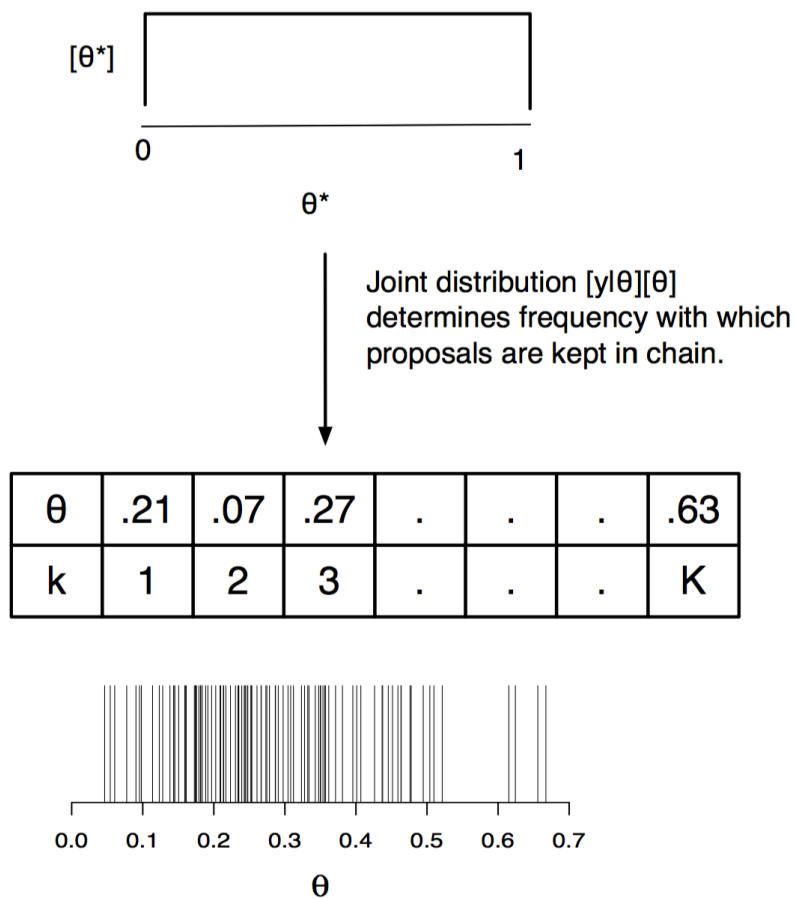 [θ*]
0 1
θ*
Joint distribution [y|θ][θ]
determines frequency with which
proposals are kept in chain.
θ .21 .07 .27 . . . .63
k 1 2 3 . . . K
0.0 0.1 0.2 0.3 0.4 0.5 0.6 0.7
θ